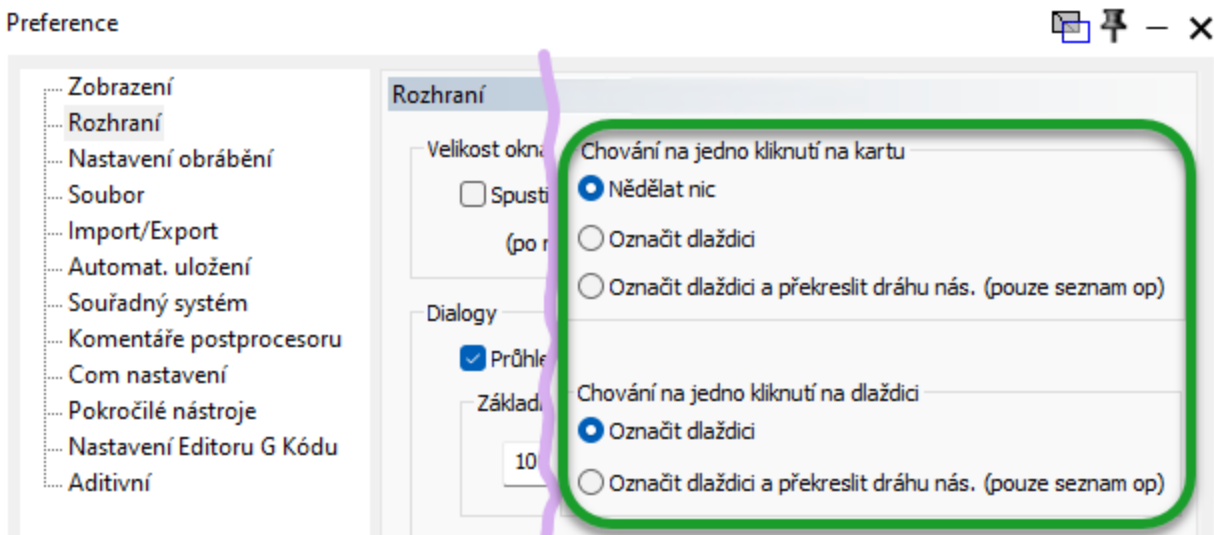 Preference
Zobrazení
Rozhraní
Nastavení obrábění
Soubor
Import/Export
Automat. uložení
Souřadný systém
Komentáře postprocesoru
Com nastavení
Pokročilé nástroje
Nastavení Editoru G Kódu
Aditivní
Rozhraní
Velikost okna
(po
Dialogy
10
Chování na jedno kliknutí na kartu
Nědělat nic
Označit dlaždici
Označit dlaždici a překreslit dráhu nás. (pouze seznam op)
Chování na jedno kliknutí na dlaždici
Označit dlaždici
Označit dlaždici a překreslit dráhu nás. (pouze seznam op)